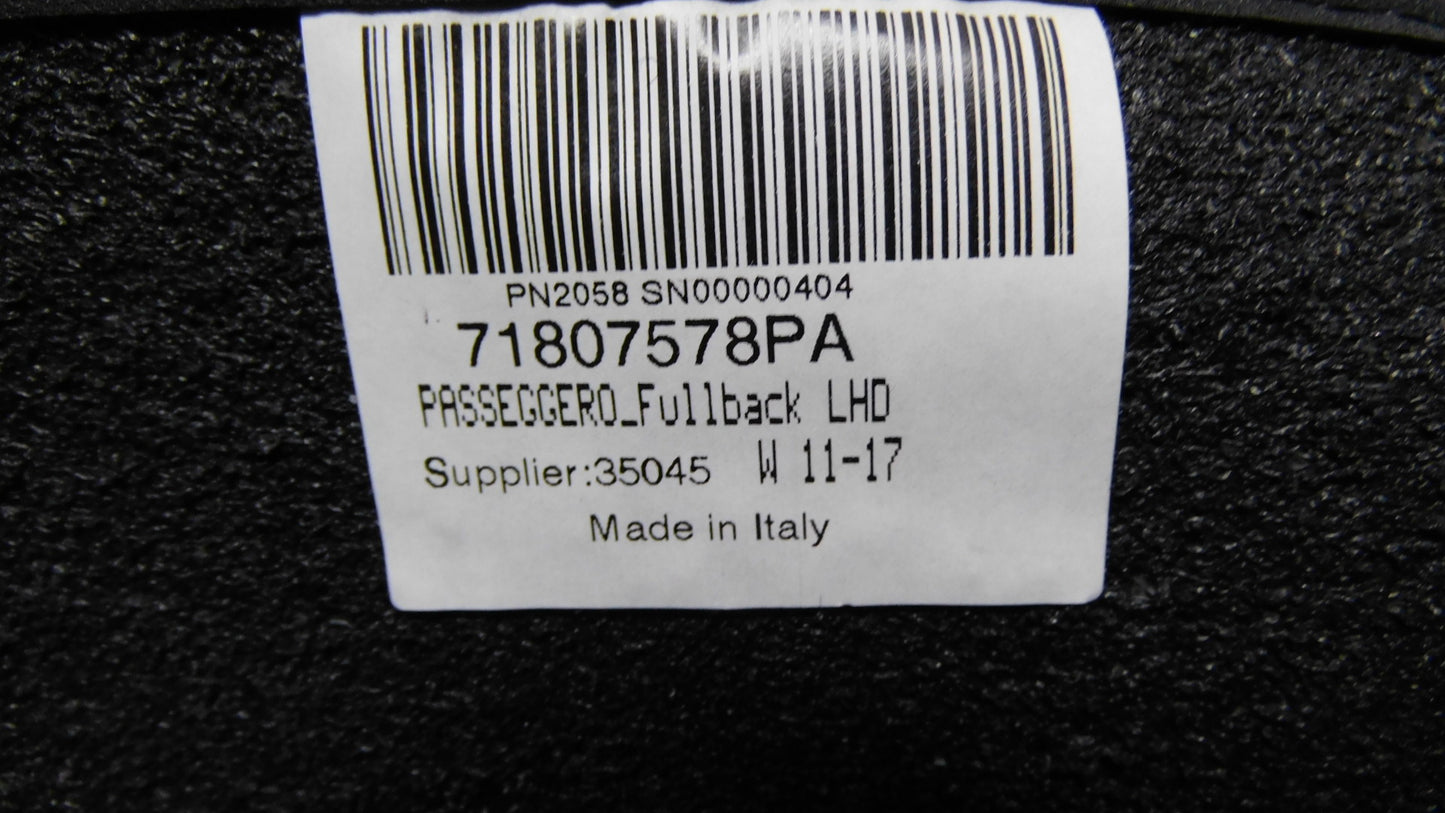 PN2058 SN00000404
71807578PA
PASSEGGERO_Fullback LHD
Supplier:35045 W 11-17
Made in Italy